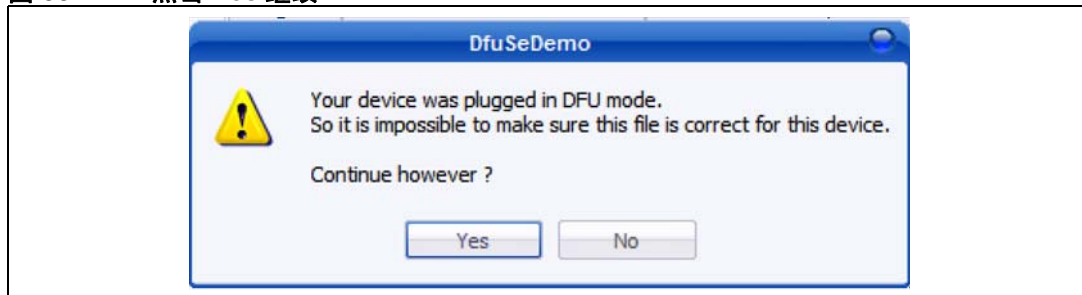 DfuSeDemo
Your device was plugged in DFU mode.
So it is impossible to make sure this file is correct for this device.
Continue however ?
Yes
No